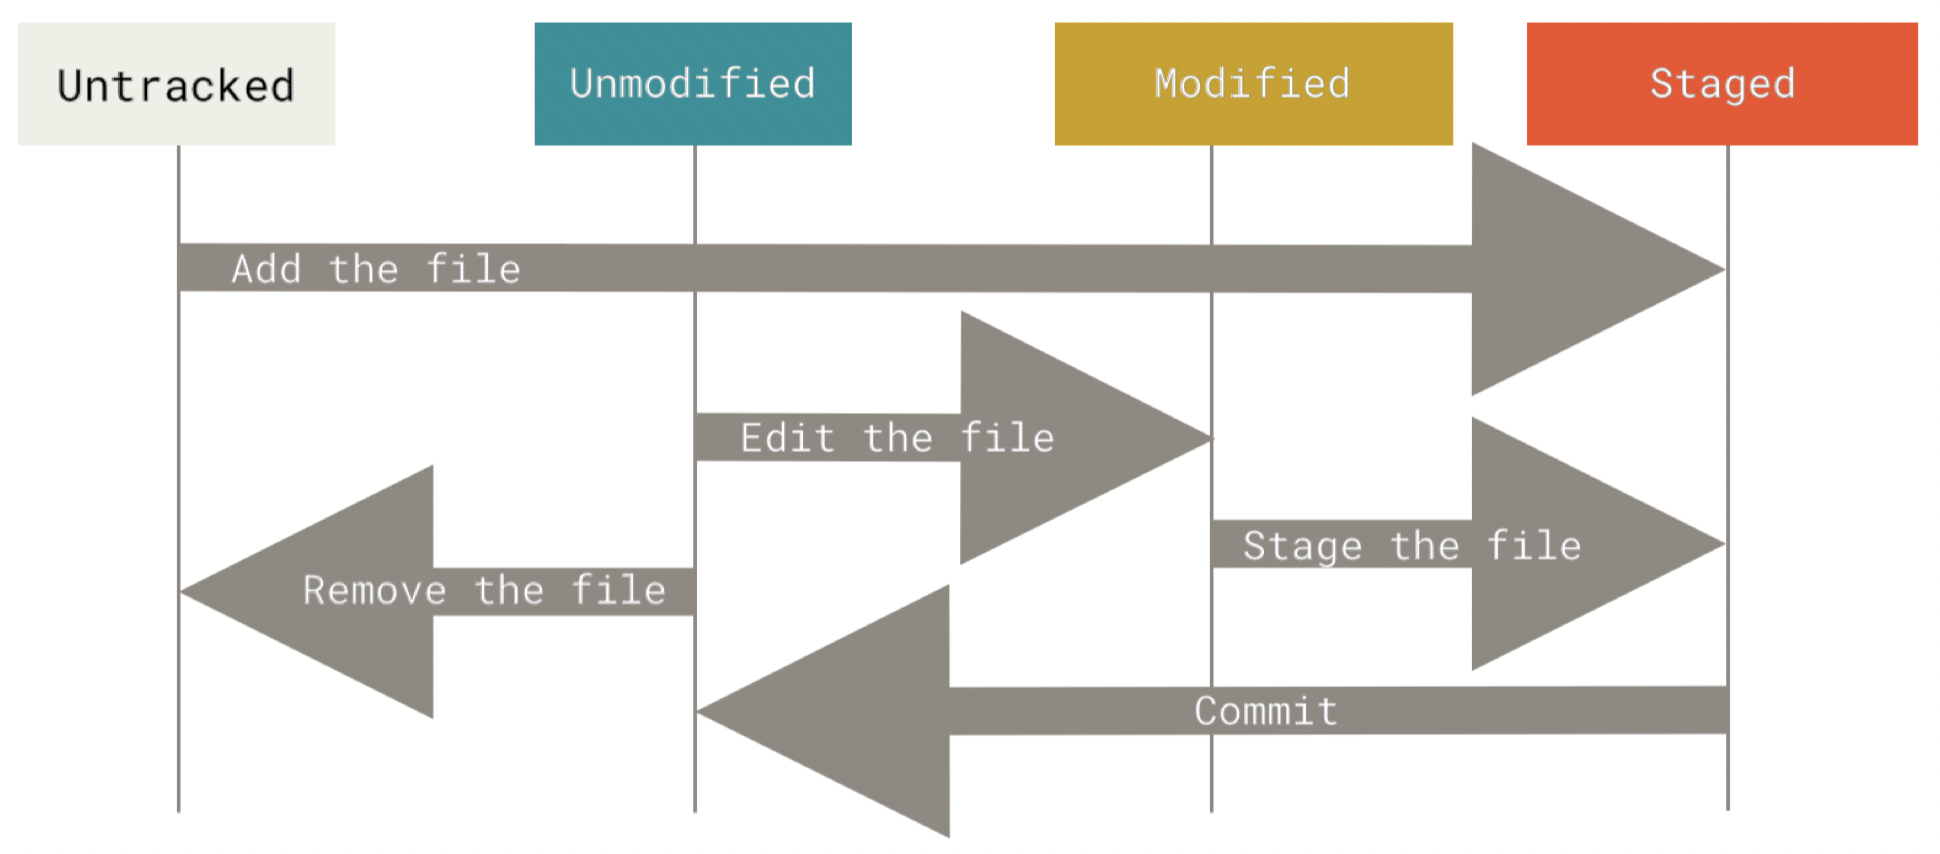 Untracked
Unmodified
Modified
Staged
Add the file
Edit the file
Stage the file
Remove the file
Commit